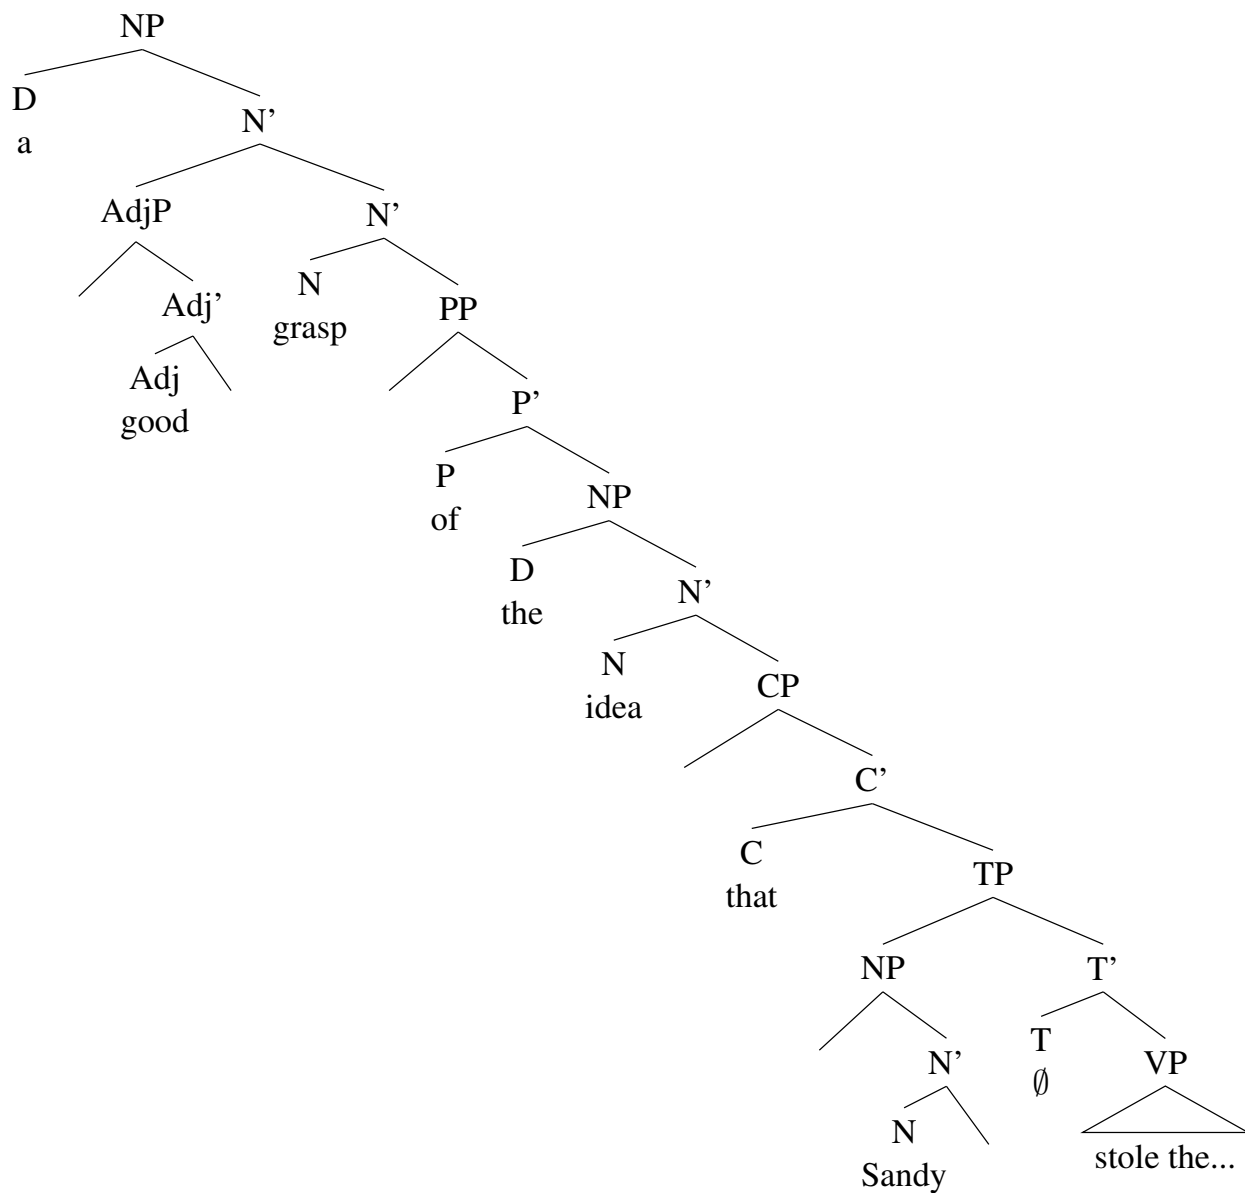 NP
D
a
N’
AdjP
N’
Adj’
N
grasp
PP
Adj
good
P’
P
of
NP
D
the
N’
N
idea
CP
C’
C
that
TP
NP
T’
N’
T
∅
VP
N
Sandy
stole the...